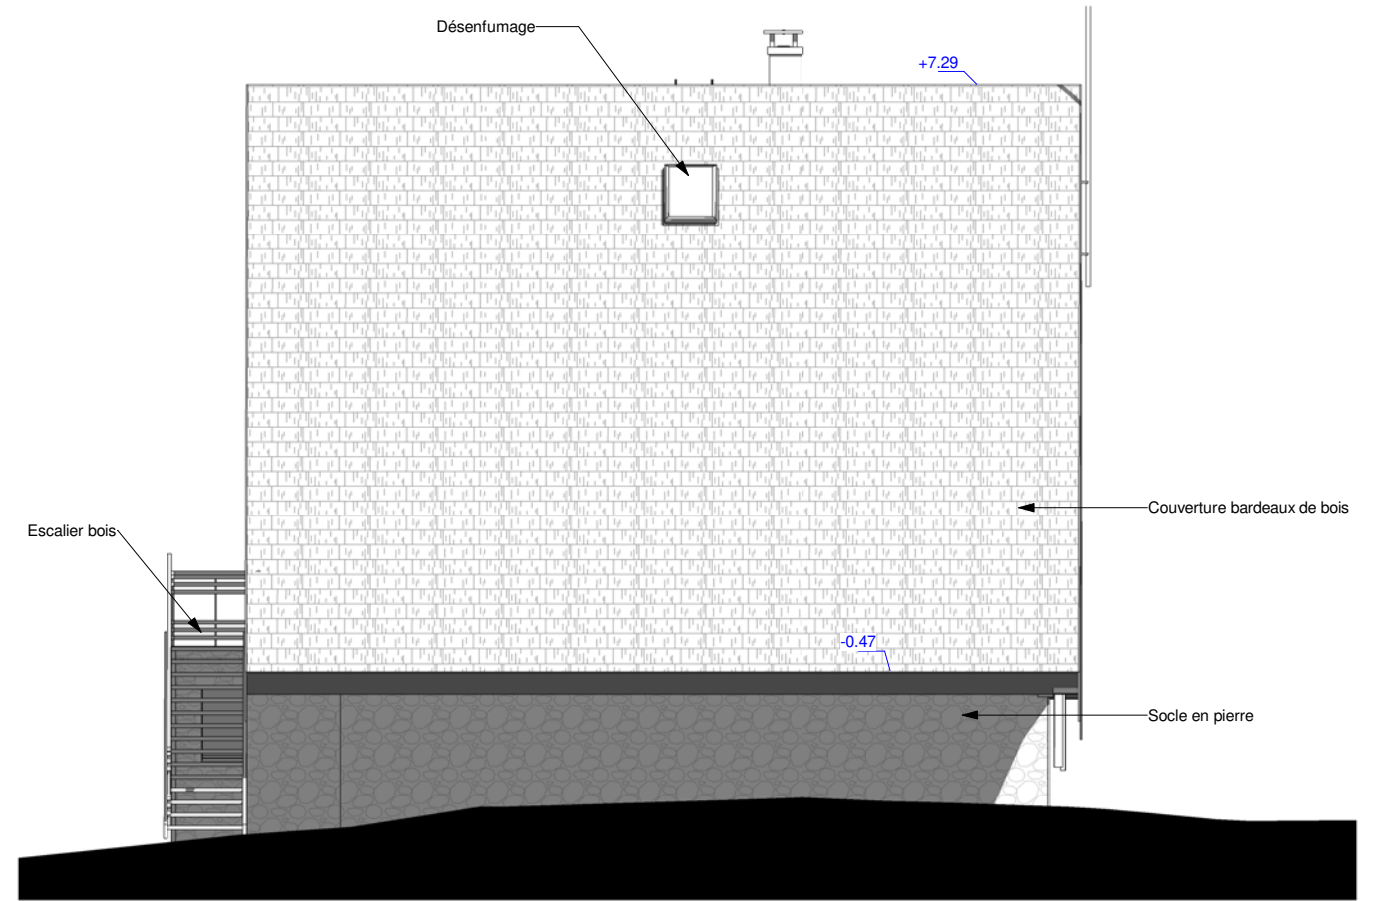 Désenfumage
+7.29
Couverture bardeaux de bois
Escalier bois
-0.47
Socle en pierre